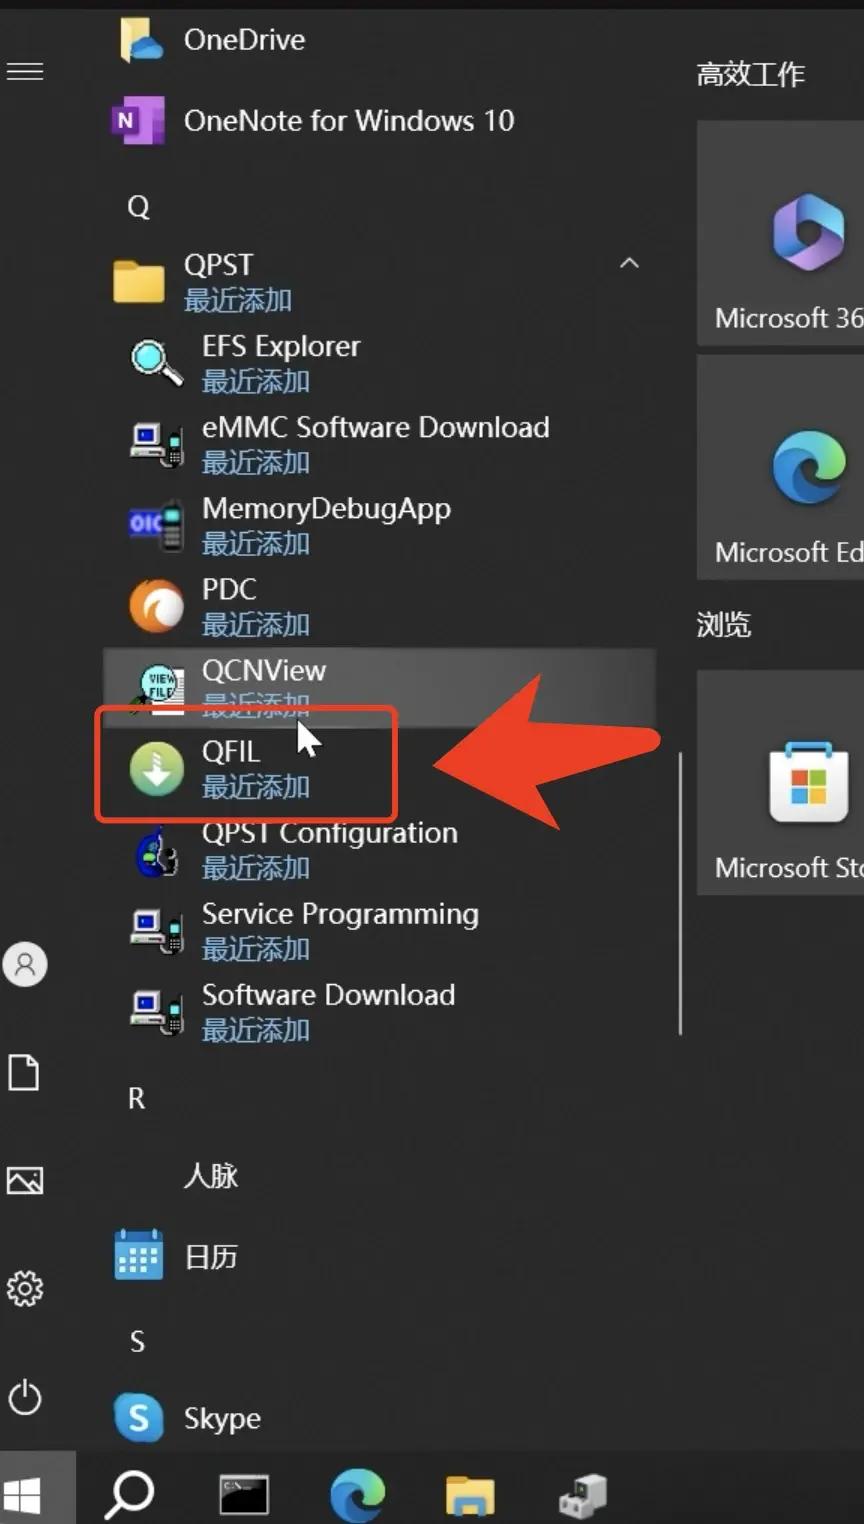 OneDrive
OneNote for Windows 10
Q
QPST
最近添加
EFS Explorer
最近添加
eMMC Software Download
最近添加
MemoryDebugApp
最近添加
PDC
最近添加
QCNView
最近添加
QFIL
最近添加
QPST Configuration
最近添加
Service Programming
最近添加
Software Download
最近添加
R
人脉
日历
S
Skype
高效工作
Microsoft 36
Microsoft Ed
浏览
Microsoft Sto